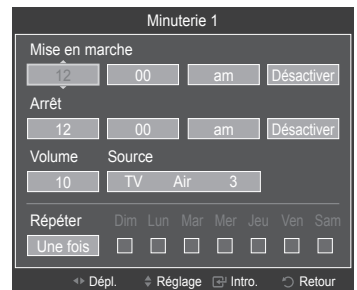 Minuterie 1
Mise en marche
12 00 am Désactiver
Arrêt
12 00 am Désactiver
Volume Source
10 TV Air 3
Répéter Dim Lun Mar Mer Jeu Ven Sam
Une fois
Dépl. Réglage Intro. Retour